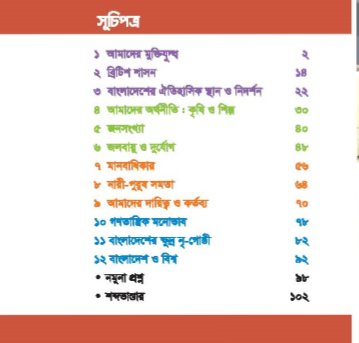 সূচিপত্র
১ আমাদের মুক্তিযুদ্ধ ২
২ ব্রিটিশ শাসন ১৪
৩ বাংলাদেশের ঐতিহাসিক স্থান ও নিদর্শন ২২
৪ আমাদের অর্থনীতি : কৃষি ও শিল্প ৩০
৫ জনসংখ্যা ৪০
৬ জলবায়ু ও দুর্যোগ ৪৮
৭ মানবাধিকার ৫৬
৮ নারী-পুরুষ সমতা ৬৪
৯ আমাদের দায়িত্ব ও কর্তব্য ৭০
১০ গণতান্ত্রিক মনোভাব ৭৮
১১ বাংলাদেশের ক্ষুদ্র নৃ-গোষ্ঠী ৮২
১২ বাংলাদেশ ও বিশ্ব ৯২
• নমুনা প্রশ্ন ৯৮
• শব্দভাণ্ডার ১০২